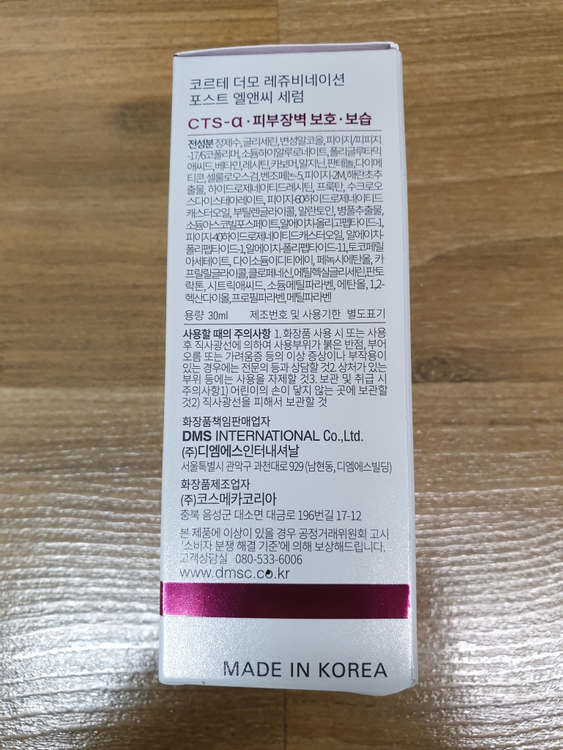 코르테 더모 레쥬비네이션
포스트 엘앤씨 세럼
CTS-α·피부장벽 보호·보습
전성분 정제수, 글리세린, 변성알코올, 피이지/피피지
-17/6코폴리머, 소듐하이알루로네이트, 폴리글루타믹
애씨드, 베타인, 레시틴, 카보머, 알지닌, 판테놀, 다이메
티콘, 셀룰로오스검, 벤조페논-5, 피이지-2M, 해란초추
출물, 하이드로제네이티드레시틴, 프룩탄, 수크로오
스다이스테아레이트, 피이지-60하이드로제네이티드
캐스터오일, 부틸렌글라이콜, 알란토인, 병풀추출물,
소듐아스코빌포스페이트, 알에이치-올리고펩타이드-1,
피이지-40하이드로제네이티드캐스터오일, 알에이치-
폴리펩타이드-1, 알에이치-폴리펩타이드-11, 토코페릴
아세테이트, 다이소듐이디티에이, 페녹시에탄올, 카
프릴릴글라이콜, 클로페네신, 에틸헥실글리세린, 판토
락톤, 시트릭애씨드, 소듐메틸파라벤, 에탄올, 1,2-
헥산다이올, 프로필파라벤, 메틸파라벤
용량 30ml 제조번호 및 사용기한 별도표기
사용할 때의 주의사항 1. 화장품 사용 시 또는 사용
후 직사광선에 의하여 사용부위가 붉은 반점, 부어
오름 또는 가려움증 등의 이상 증상이나 부작용이
있는 경우에는 전문의 등과 상담할 것2. 상처가 있는
부위 등에는 사용을 자제할 것3. 보관 및 취급 시
주의사항1) 어린이의 손이 닿지 않는 곳에 보관할
것2) 직사광선을 피해서 보관할 것
화장품책임판매업자
DMS INTERNATIONAL Co.,Ltd.
(주)디엠에스인터내셔날
서울특별시 관악구 과천대로 929 (남현동, 디엠에스빌딩)
화장품제조업자
(주)코스메카코리아
충북 음성군 대소면 대금로 196번길 17-12
본 제품에 이상이 있을 경우 공정거래위원회 고시
'소비자 분쟁 해결 기준'에 의해 보상해드립니다.
고객상담실 080-533-6006
www.dmsc.co.kr
MADE IN KOREA